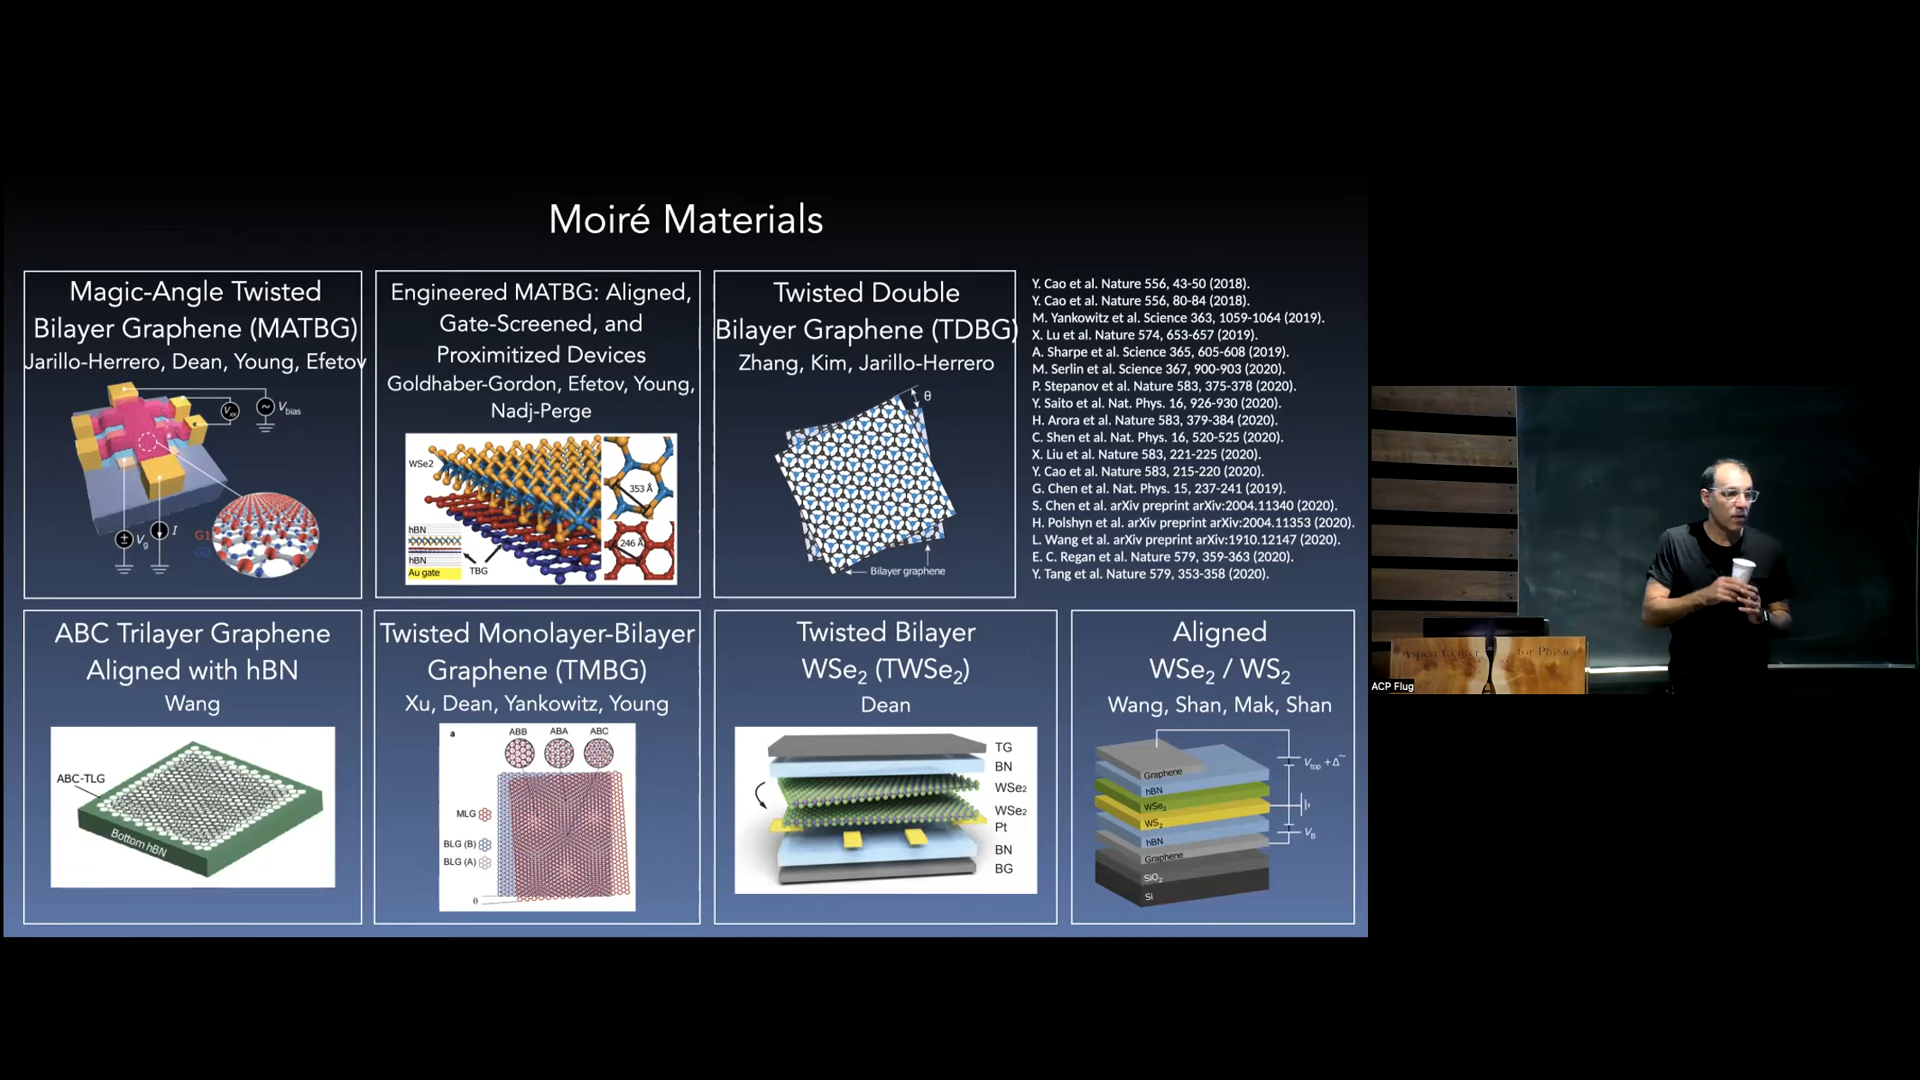 Moiré Materials
Magic-Angle Twisted
Bilayer Graphene (MATBG)
Jarillo-Herrero, Dean, Young, Efetov
Vxx
Vbias
Vg
I
G1
G2
Engineered MATBG: Aligned,
Gate-Screened, and
Proximitized Devices
Goldhaber-Gordon, Efetov, Young,
Nadj-Perge
WSe2
353 Å
hBN
246 Å
hBN
Au gate
TBG
Twisted Double
Bilayer Graphene (TDBG)
Zhang, Kim, Jarillo-Herrero
θ
Bilayer graphene
Y. Cao et al. Nature 556, 43-50 (2018).
Y. Cao et al. Nature 556, 80-84 (2018).
M. Yankowitz et al. Science 363, 1059-1064 (2019).
X. Lu et al. Nature 574, 653-657 (2019).
A. Sharpe et al. Science 365, 605-608 (2019).
M. Serlin et al. Science 367, 900-903 (2020).
P. Stepanov et al. Nature 583, 375-378 (2020).
Y. Saito et al. Nat. Phys. 16, 926-930 (2020).
H. Arora et al. Nature 583, 379-384 (2020).
C. Shen et al. Nat. Phys. 16, 520-525 (2020).
X. Liu et al. Nature 583, 221-225 (2020).
Y. Cao et al. Nature 583, 215-220 (2020).
G. Chen et al. Nat. Phys. 15, 237-241 (2019).
S. Chen et al. arXiv preprint arXiv:2004.11340 (2020).
H. Polshyn et al. arXiv preprint arXiv:2004.11353 (2020).
L. Wang et al. arXiv preprint arXiv:1910.12147 (2020).
E. C. Regan et al. Nature 579, 359-363 (2020).
Y. Tang et al. Nature 579, 353-358 (2020).
ABC Trilayer Graphene
Aligned with hBN
Wang
ABC-TLG
Bottom hBN
Twisted Monolayer-Bilayer
Graphene (TMBG)
Xu, Dean, Yankowitz, Young
a
ABB ABA ABC
MLG
BLG (B)
BLG (A)
θ
Twisted Bilayer
WSe₂ (TWSe₂)
Dean
TG
BN
WSe₂
WSe₂
Pt
BN
BG
Aligned
WSe₂ / WS₂
Wang, Shan, Mak, Shan
Graphene
hBN
WSe₂
WS₂
hBN
Graphene
SiO₂
Si
Vtop + Δ~
VB
Aspen Center for Physics
ACP Flug